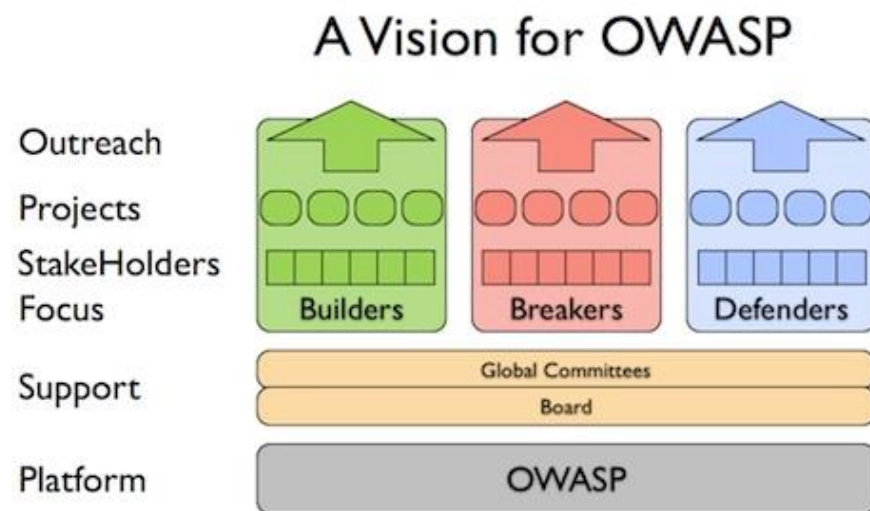 A Vision for OWASP
Outreach
Projects
StakeHolders
Focus
Builders
Breakers
Defenders
Support
Global Committees
Board
Platform
OWASP